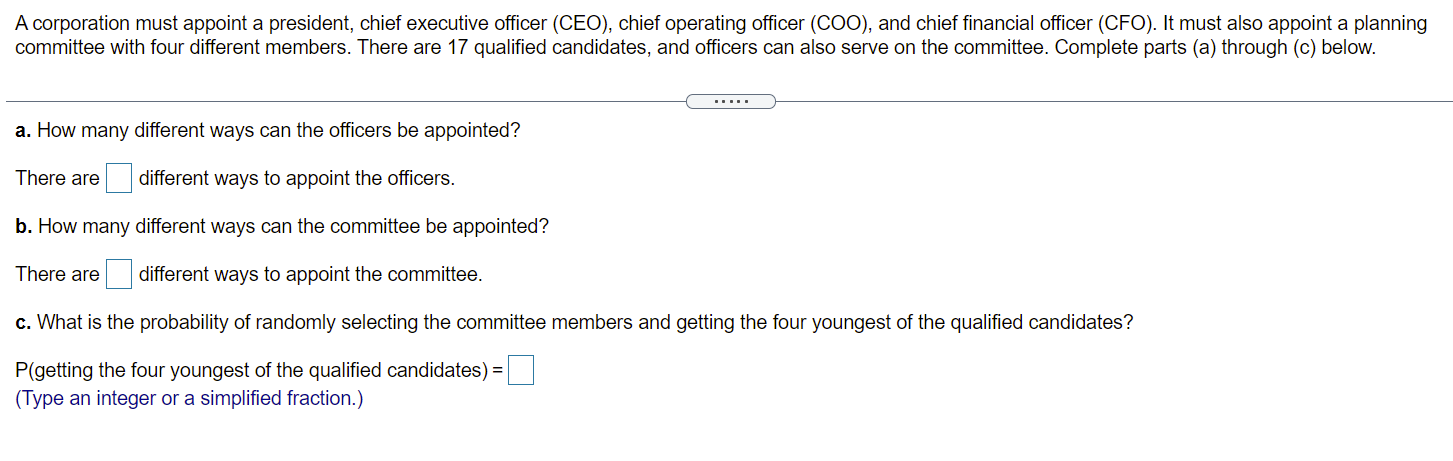 A corporation must appoint a president, chief executive officer (CEO), chief operating officer (COO), and chief financial officer (CFO). It must also appoint a planning
committee with four different members. There are 17 qualified candidates, and officers can also serve on the committee. Complete parts (a) through (c) below.
a. How many different ways can the officers be appointed?
There are different ways to appoint the officers.
b. How many different ways can the committee be appointed?
There are different ways to appoint the committee.
c. What is the probability of randomly selecting the committee members and getting the four youngest of the qualified candidates?
P(getting the four youngest of the qualified candidates) =
(Type an integer or a simplified fraction.)